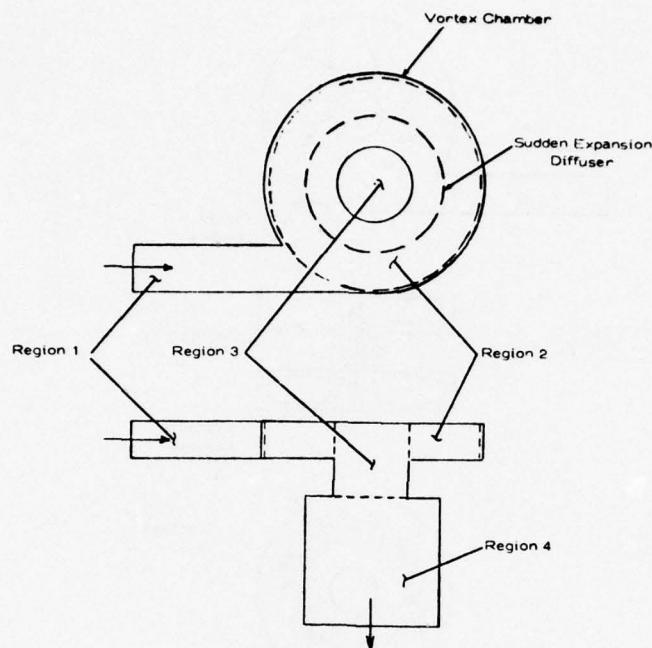 Vortex Chamber
Sudden Expansion
Diffuser
Region 1
Region 3
Region 2
Region 4